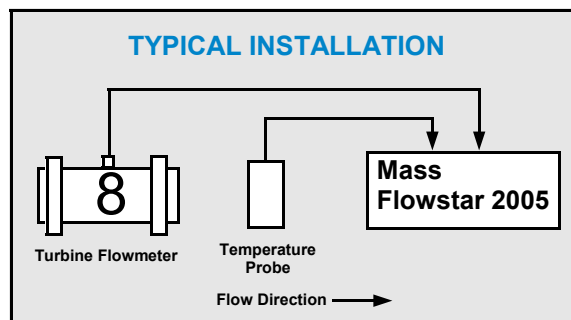 TYPICAL INSTALLATION
8
Turbine Flowmeter
Temperature
Probe
Mass
Flowstar 2005
Flow Direction